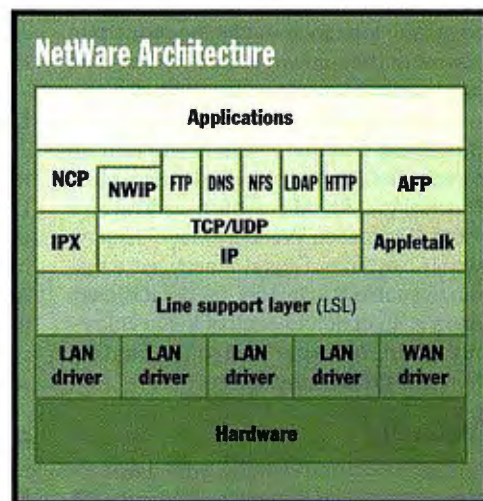 NetWare Architecture
Applications
NCP NWIP FTP DNS NFS LDAP HTTP AFP
IPX TCP/UDP Appletalk
IP
Line support layer (LSL)
LAN driver LAN driver LAN driver LAN driver WAN driver
Hardware